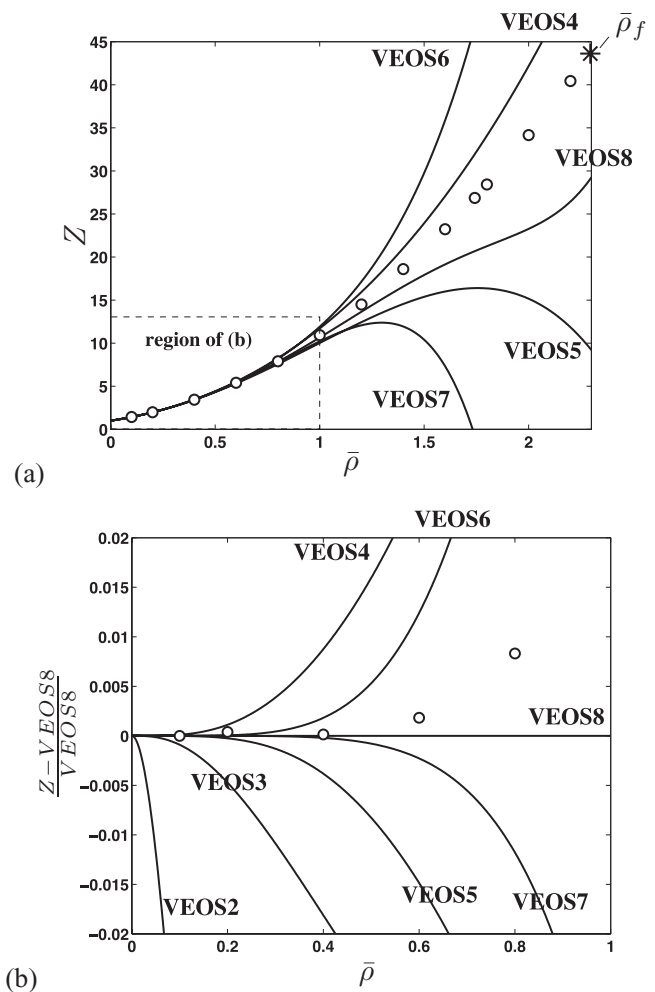 VEOS4
ρ̄f
45
VEOS6
40
35
30
VEOS8
25
Z
20
15
region of (b)
10
VEOS5
5
VEOS7
0
0 0.5 1 1.5 2
ρ̄
(a)
VEOS6
0.02
VEOS4
0.015
0.01
0.005
VEOS8
0
Z−VEOS8
VEOS8
VEOS3
−0.005
−0.01
−0.015
VEOS2
VEOS5
VEOS7
−0.02
0 0.2 0.4 0.6 0.8 1
ρ̄
(b)